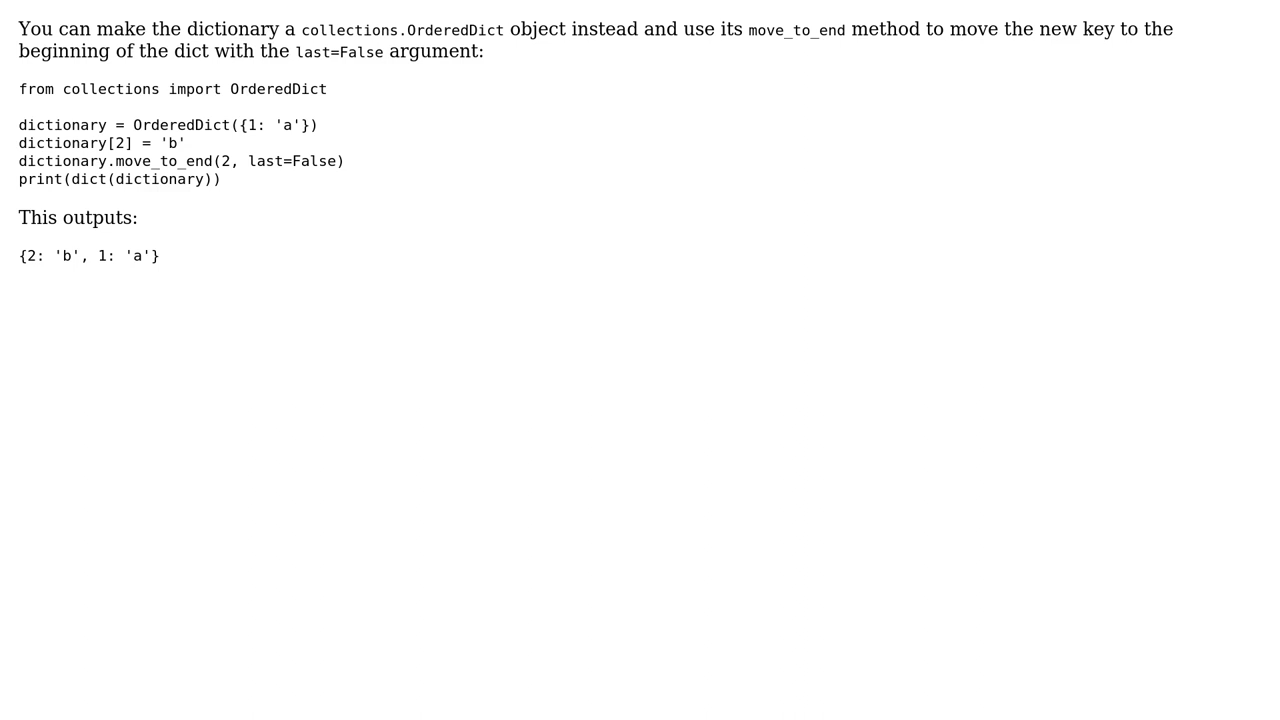 You can make the dictionary a collections.OrderedDict object instead and use its move_to_end method to move the new key to the
beginning of the dict with the last=False argument:
from collections import OrderedDict
dictionary = OrderedDict({1: 'a'})
dictionary[2] = 'b'
dictionary.move_to_end(2, last=False)
print(dict(dictionary))
This outputs:
{2: 'b', 1: 'a'}